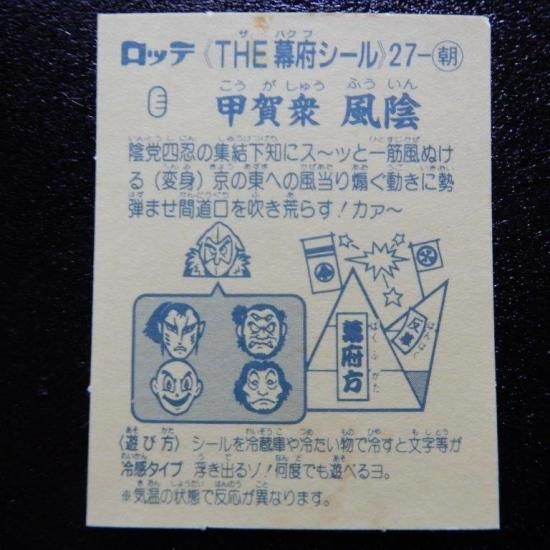 ロッテ《THE 幕府シール》27-朝
甲賀衆 風陰
陰党四忍の集結下知にス〜ッと一筋風ぬけ
る（変身）京の東への風当り煽ぐ動きに勢
弾ませ間道口を吹き荒らす！カァ〜
幕府方
ばくふがた
〈遊び方〉シールを冷蔵庫や冷たい物で冷すと文字等が
冷感タイプ 浮き出るゾ！何度でも遊べるヨ。
※気温の状態で反応が異なります。